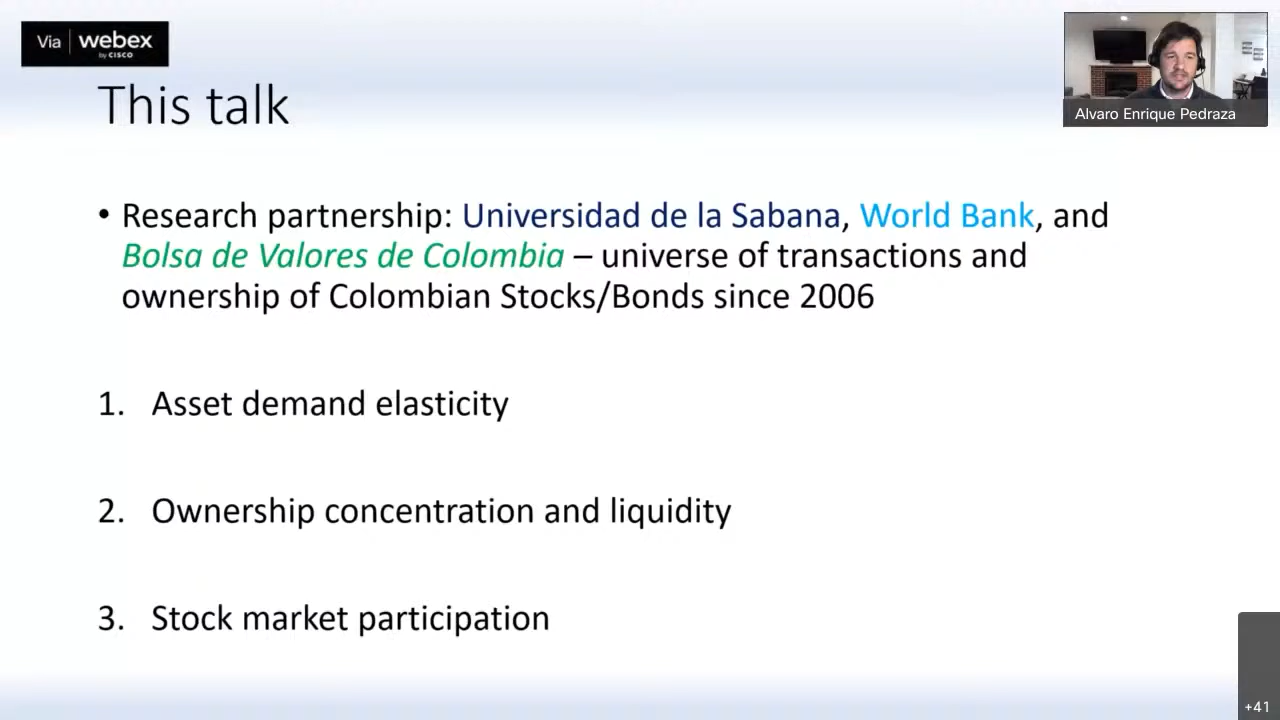 Via webex
by CISCO
This talk
Alvaro Enrique Pedraza
• Research partnership: Universidad de la Sabana, World Bank, and
Bolsa de Valores de Colombia – universe of transactions and
ownership of Colombian Stocks/Bonds since 2006
1. Asset demand elasticity
2. Ownership concentration and liquidity
3. Stock market participation
+41